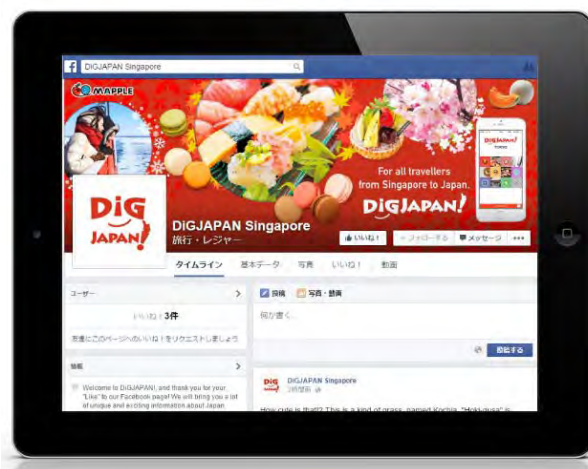 DiGJAPAN Singapore
MAPPLE
For all travellers
from Singapore to Japan.
DiGJAPAN!
DiG
JAPAN!
DiGJAPAN!
TOKYO
DiGJAPAN Singapore
旅行・レジャー
いいね!
フォローする
メッセージ
タイムライン 基本データ 写真 いいね! 動画
ユーザー
いいね!3件
友達にこのページへのいいね!をリクエストしましょう
情報
Welcome to DiGJAPAN!, and thank you for your
"Like" to our Facebook page! We will bring you a lot
of unique and exciting information about Japan
投稿 写真・動画
何か書く...
投稿する
DiG
JAPAN!
DiGJAPAN Singapore
How cute is that!? This is a kind of grass, named Kochia. "Hoki-gusa" is